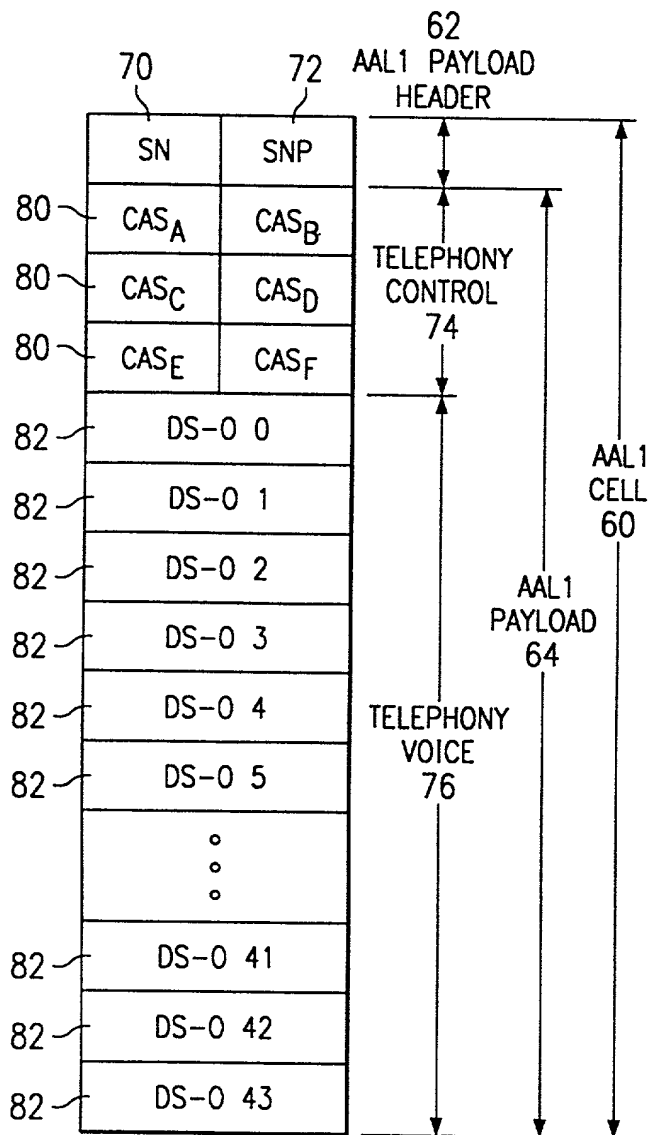 62
AAL1 PAYLOAD
HEADER
70
72
SN SNP
80 CASA CASB
80 CASC CASD
80 CASE CASF
TELEPHONY
CONTROL
74
82 DS-0 0
82 DS-0 1
82 DS-0 2
82 DS-0 3
82 DS-0 4
82 DS-0 5
82 DS-0 41
82 DS-0 42
82 DS-0 43
TELEPHONY
VOICE
76
AAL1
PAYLOAD
64
AAL1
CELL
60